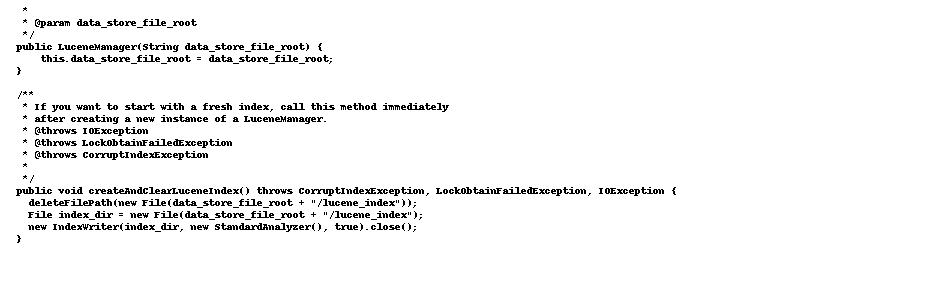 *
* @param data_store_file_root
*/
public LuceneManager(String data_store_file_root) {
this.data_store_file_root = data_store_file_root;
}
/**
* If you want to start with a fresh index, call this method immediately
* after creating a new instance of a LuceneManager.
* @throws IOException
* @throws LockObtainFailedException
* @throws CorruptIndexException
*
*/
public void createAndClearLuceneIndex() throws CorruptIndexException, LockObtainFailedException, IOException {
deleteFilePath(new File(data_store_file_root + "/lucene_index"));
File index_dir = new File(data_store_file_root + "/lucene_index");
new IndexWriter(index_dir, new StandardAnalyzer(), true).close();
}